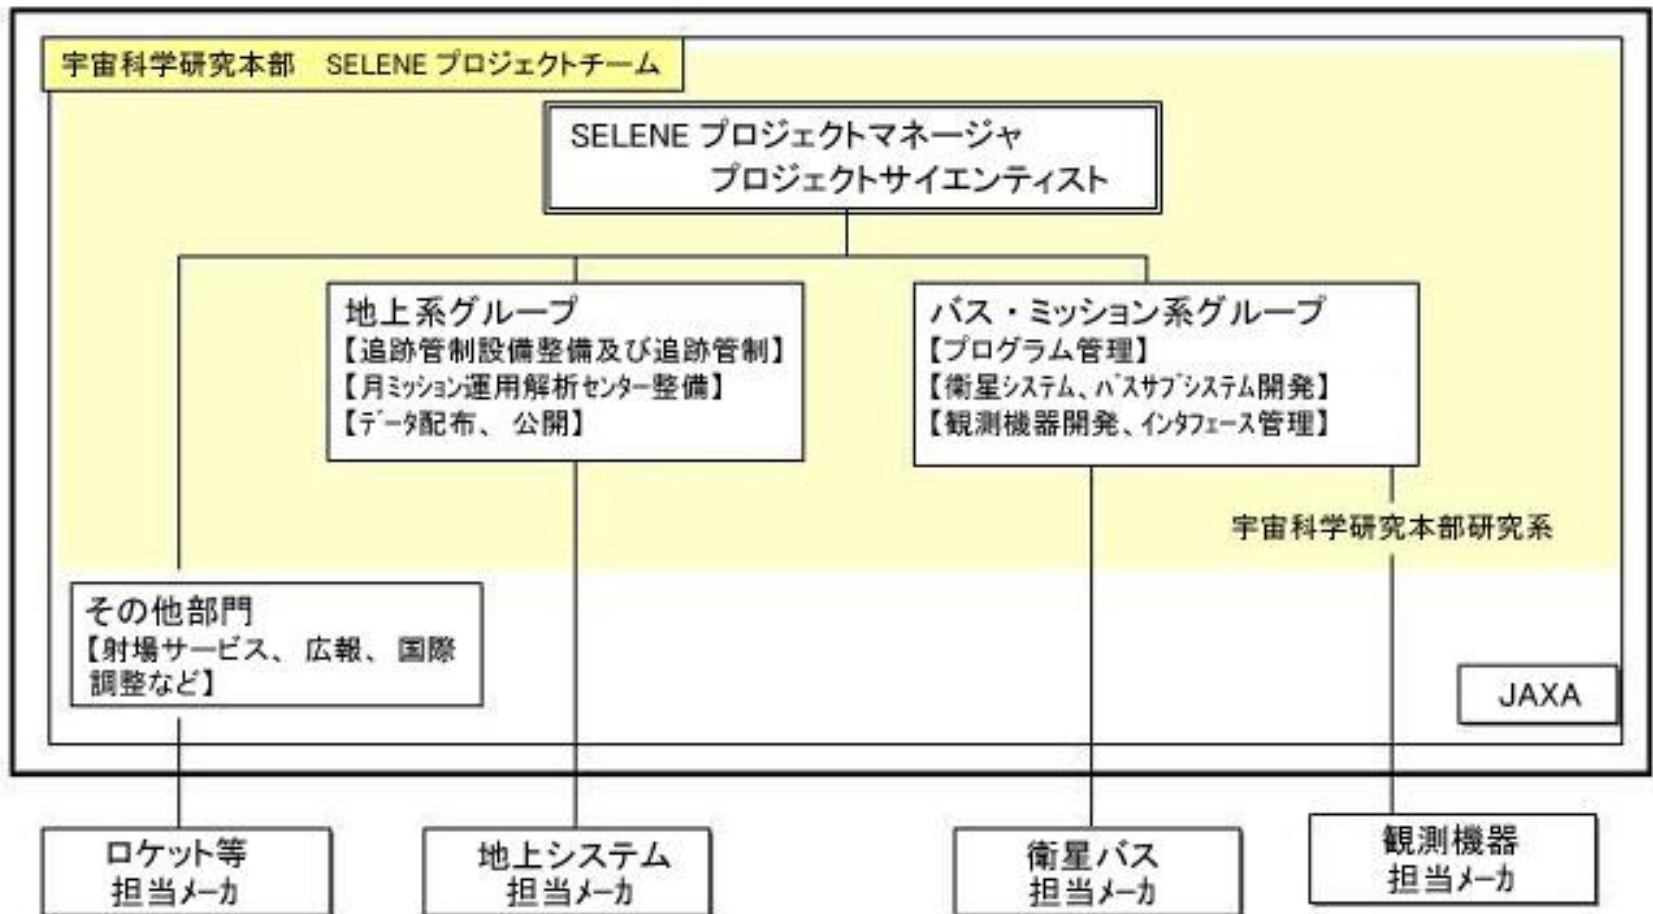 宇宙科学研究本部　SELENE プロジェクトチーム
SELENE プロジェクトマネージャ
プロジェクトサイエンティスト
地上系グループ
【追跡管制設備整備及び追跡管制】
【月ﾐｯｼｮﾝ運用解析ｾﾝﾀｰ整備】
【ﾃﾞｰﾀ配布、公開】
バス・ミッション系グループ
【プログラム管理】
【衛星ｼｽﾃﾑ、ﾊﾞｽｻﾌﾞｼｽﾃﾑ開発】
【観測機器開発、ｲﾝﾀﾌｪｰｽ管理】
宇宙科学研究本部研究系
その他部門
【射場サービス、広報、国際
調整など】
JAXA
ロケット等
担当ﾒｰｶ
地上システム
担当ﾒｰｶ
衛星バス
担当ﾒｰｶ
観測機器
担当ﾒｰｶ